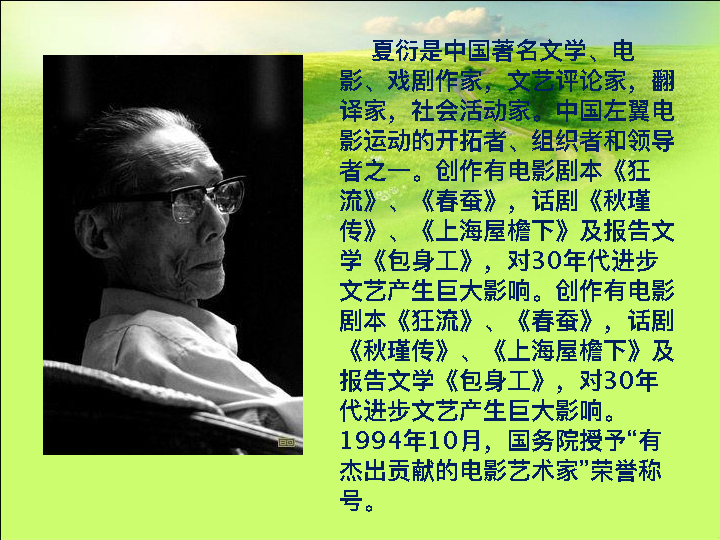 夏衍是中国著名文学、电
影、戏剧作家，文艺评论家，翻
译家，社会活动家。中国左翼电
影运动的开拓者、组织者和领导
者之一。创作有电影剧本《狂
流》、《春蚕》，话剧《秋瑾
传》、《上海屋檐下》及报告文
学《包身工》，对30年代进步
文艺产生巨大影响。创作有电影
剧本《狂流》、《春蚕》，话剧
《秋瑾传》、《上海屋檐下》及
报告文学《包身工》，对30年
代进步文艺产生巨大影响。
1994年10月，国务院授予“有
杰出贡献的电影艺术家”荣誉称
号。